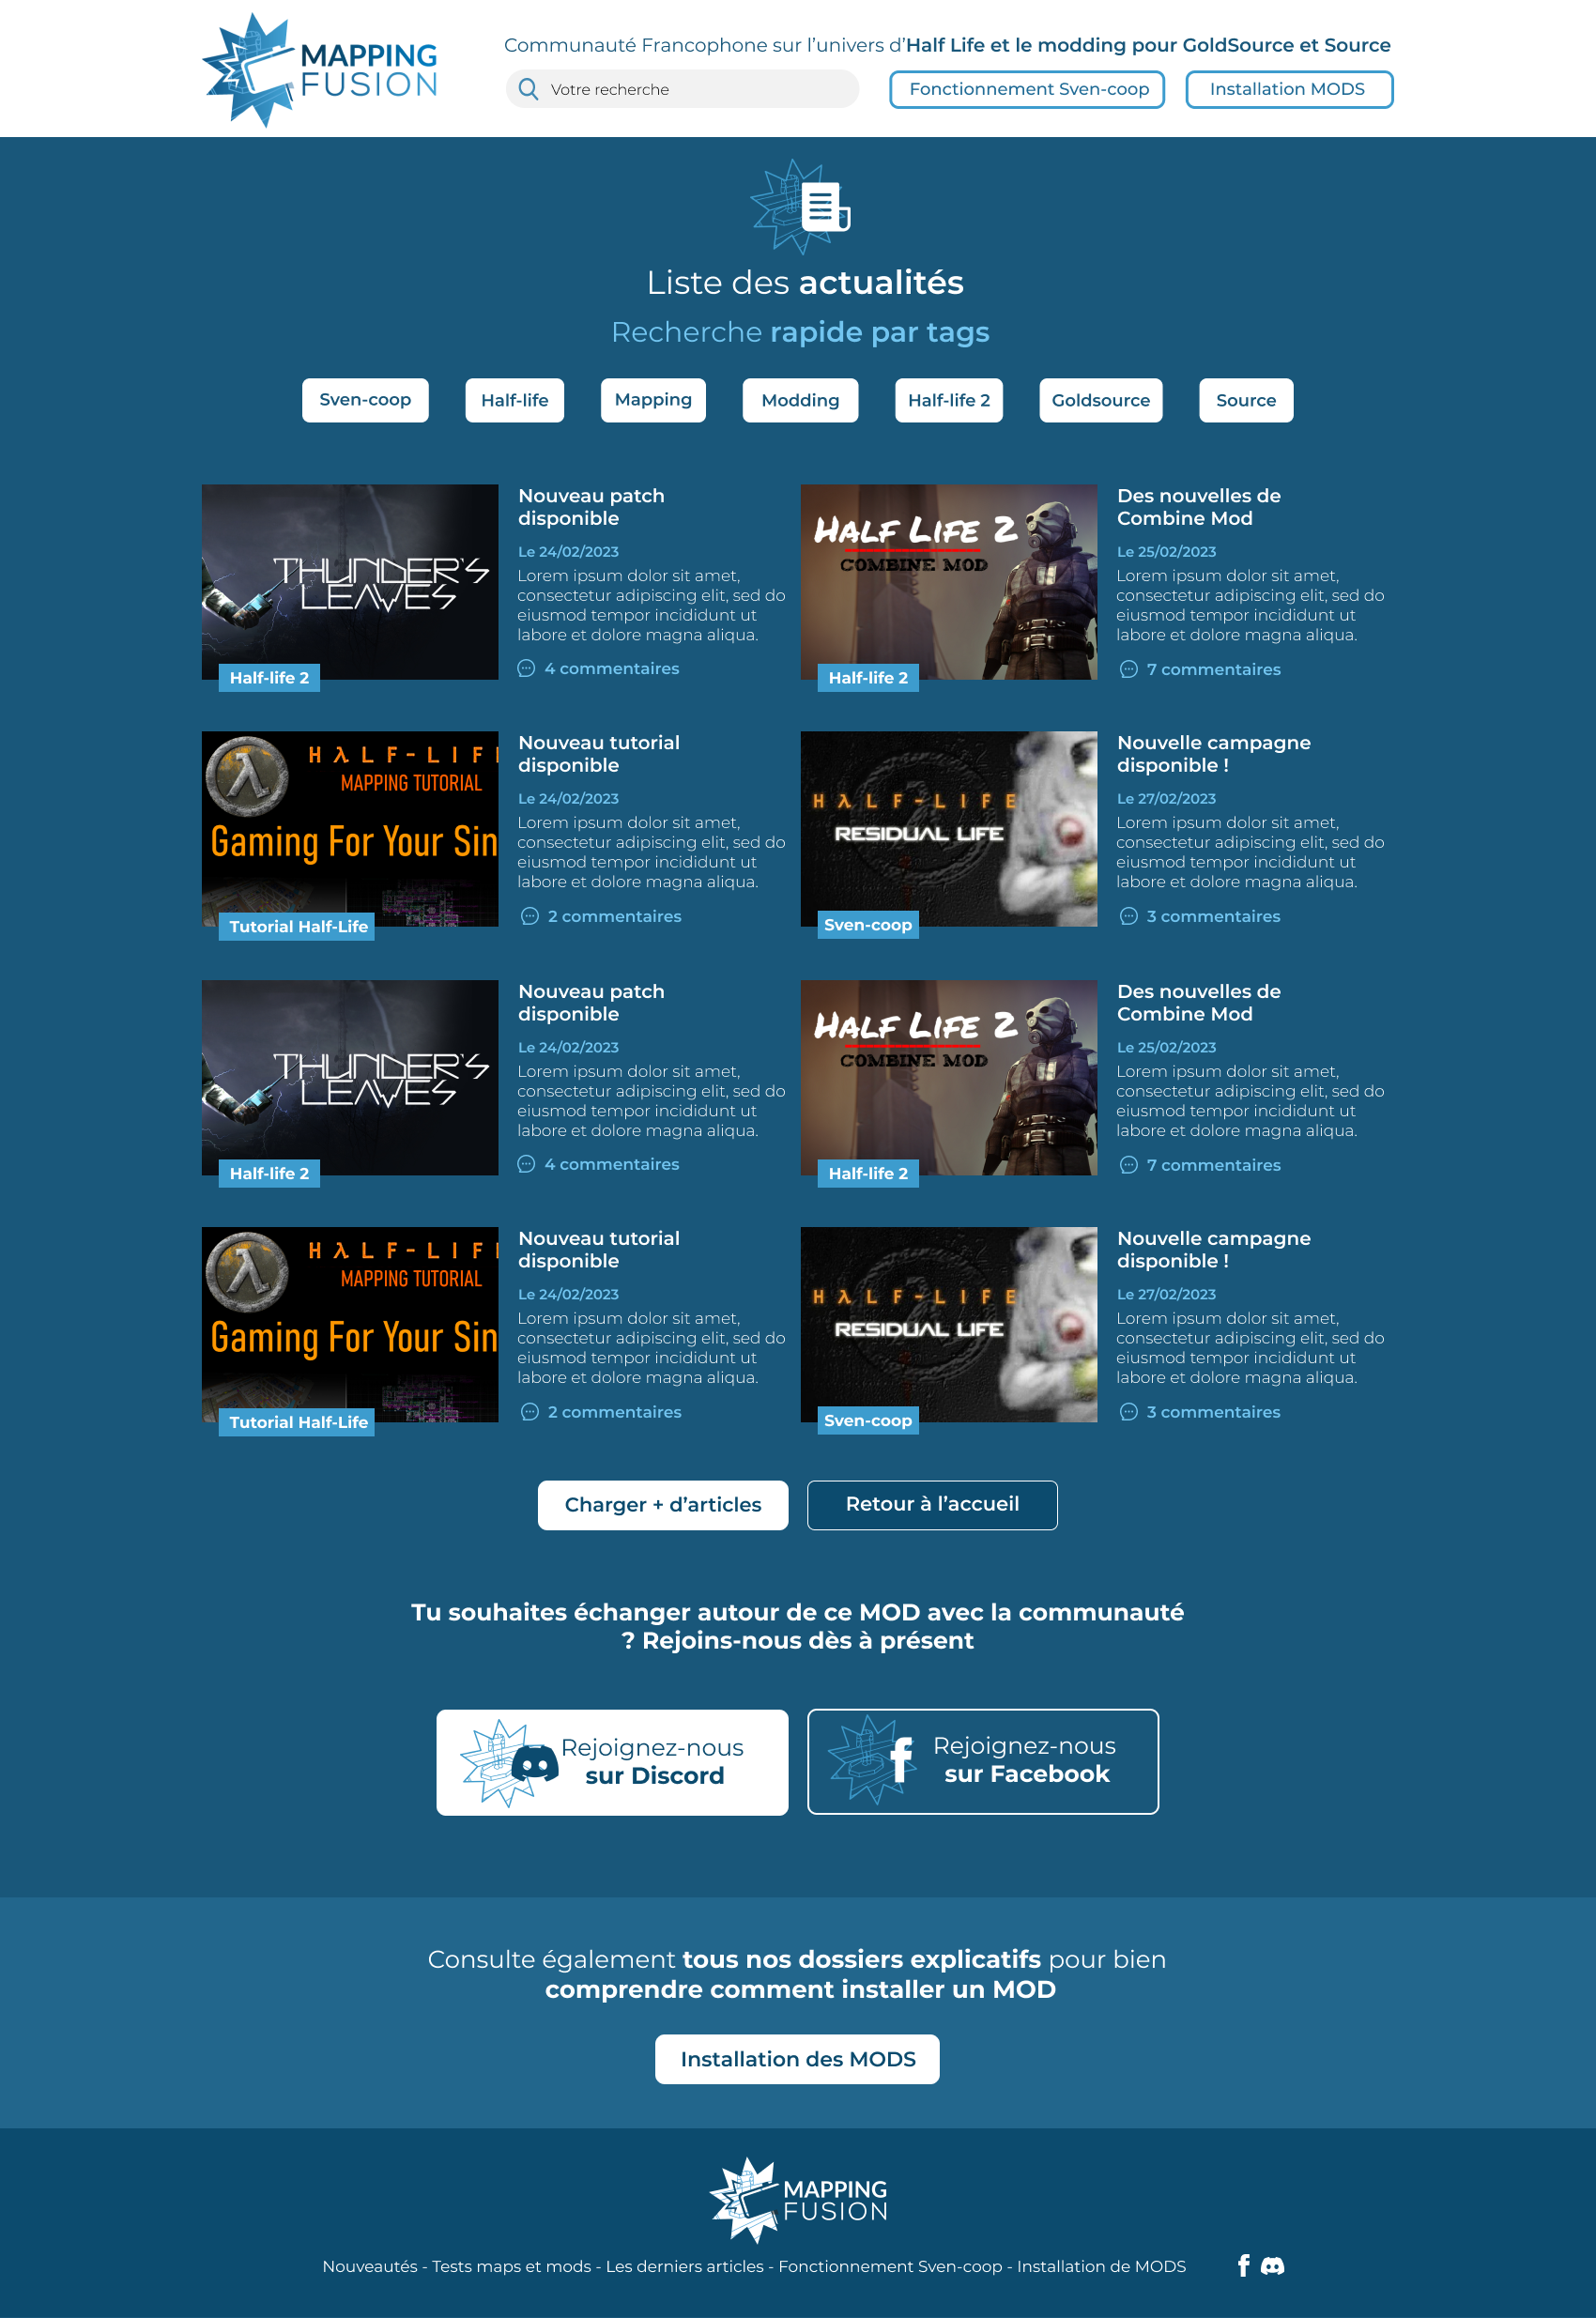 MAPPING
FUSION
Communauté Francophone sur l’univers d’Half Life et le modding pour GoldSource et Source
Votre recherche
Fonctionnement Sven-coop
Installation MODS
Liste des actualités
Recherche rapide par tags
Sven-coop
Half-life
Mapping
Modding
Half-life 2
Goldsource
Source
THUNDER'S
LEAVES
Half-life 2
Nouveau patch
disponible
Le 24/02/2023
Lorem ipsum dolor sit amet,
consectetur adipiscing elit, sed do
eiusmod tempor incididunt ut
labore et dolore magna aliqua.
4 commentaires
HALF LIFE 2
COMBINE MOD
Half-life 2
Des nouvelles de
Combine Mod
Le 25/02/2023
Lorem ipsum dolor sit amet,
consectetur adipiscing elit, sed do
eiusmod tempor incididunt ut
labore et dolore magna aliqua.
7 commentaires
HλLF-LIF
MAPPING TUTORIAL
Gaming For Your Sin
Tutorial Half-Life
Nouveau tutorial
disponible
Le 24/02/2023
Lorem ipsum dolor sit amet,
consectetur adipiscing elit, sed do
eiusmod tempor incididunt ut
labore et dolore magna aliqua.
2 commentaires
HλLF-LIFE
RESIDUAL LIFE
Sven-coop
Nouvelle campagne
disponible !
Le 27/02/2023
Lorem ipsum dolor sit amet,
consectetur adipiscing elit, sed do
eiusmod tempor incididunt ut
labore et dolore magna aliqua.
3 commentaires
THUNDER'S
LEAVES
Half-life 2
Nouveau patch
disponible
Le 24/02/2023
Lorem ipsum dolor sit amet,
consectetur adipiscing elit, sed do
eiusmod tempor incididunt ut
labore et dolore magna aliqua.
4 commentaires
HALF LIFE 2
COMBINE MOD
Half-life 2
Des nouvelles de
Combine Mod
Le 25/02/2023
Lorem ipsum dolor sit amet,
consectetur adipiscing elit, sed do
eiusmod tempor incididunt ut
labore et dolore magna aliqua.
7 commentaires
HλLF-LIF
MAPPING TUTORIAL
Gaming For Your Sin
Tutorial Half-Life
Nouveau tutorial
disponible
Le 24/02/2023
Lorem ipsum dolor sit amet,
consectetur adipiscing elit, sed do
eiusmod tempor incididunt ut
labore et dolore magna aliqua.
2 commentaires
HλLF-LIFE
RESIDUAL LIFE
Sven-coop
Nouvelle campagne
disponible !
Le 27/02/2023
Lorem ipsum dolor sit amet,
consectetur adipiscing elit, sed do
eiusmod tempor incididunt ut
labore et dolore magna aliqua.
3 commentaires
Charger + d’articles
Retour à l’accueil
Tu souhaites échanger autour de ce MOD avec la communauté
? Rejoins-nous dès à présent
Rejoignez-nous
sur Discord
Rejoignez-nous
sur Facebook
Consulte également tous nos dossiers explicatifs pour bien
comprendre comment installer un MOD
Installation des MODS
MAPPING
FUSION
Nouveautés - Tests maps et mods - Les derniers articles - Fonctionnement Sven-coop - Installation de MODS